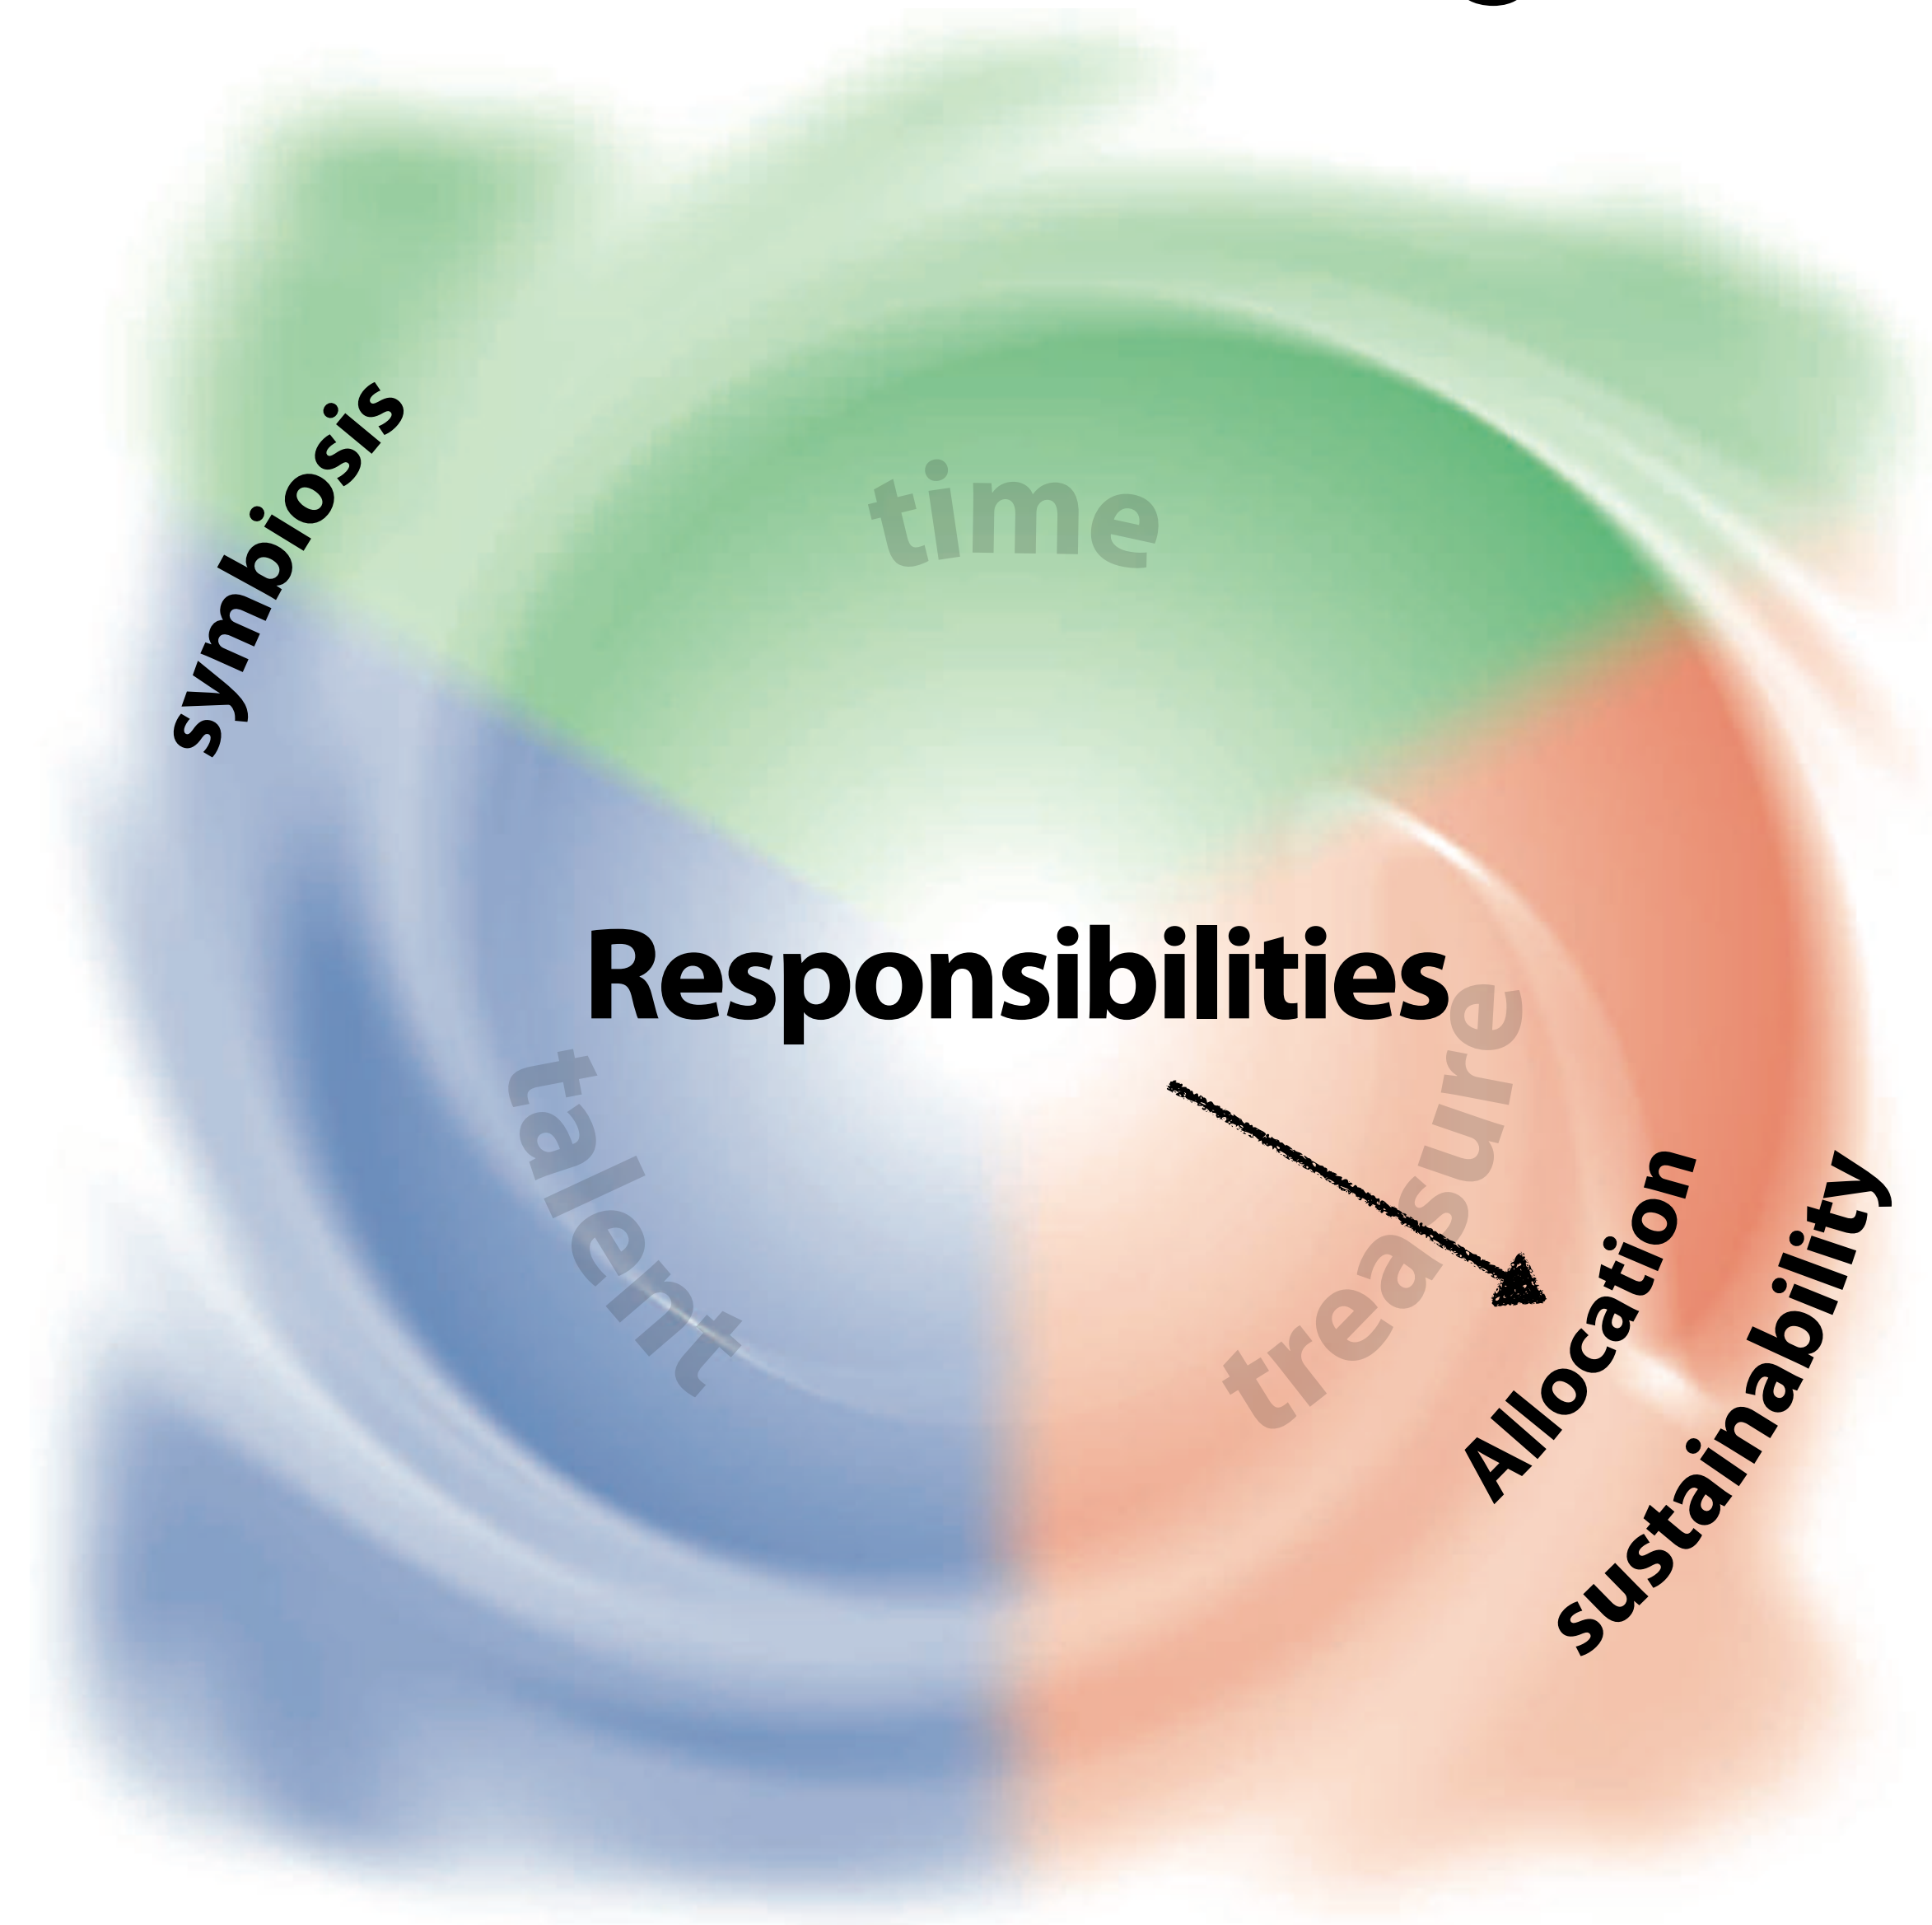 time
symbiosis
Responsibilities
talent
treasure
Allocation
sustainability